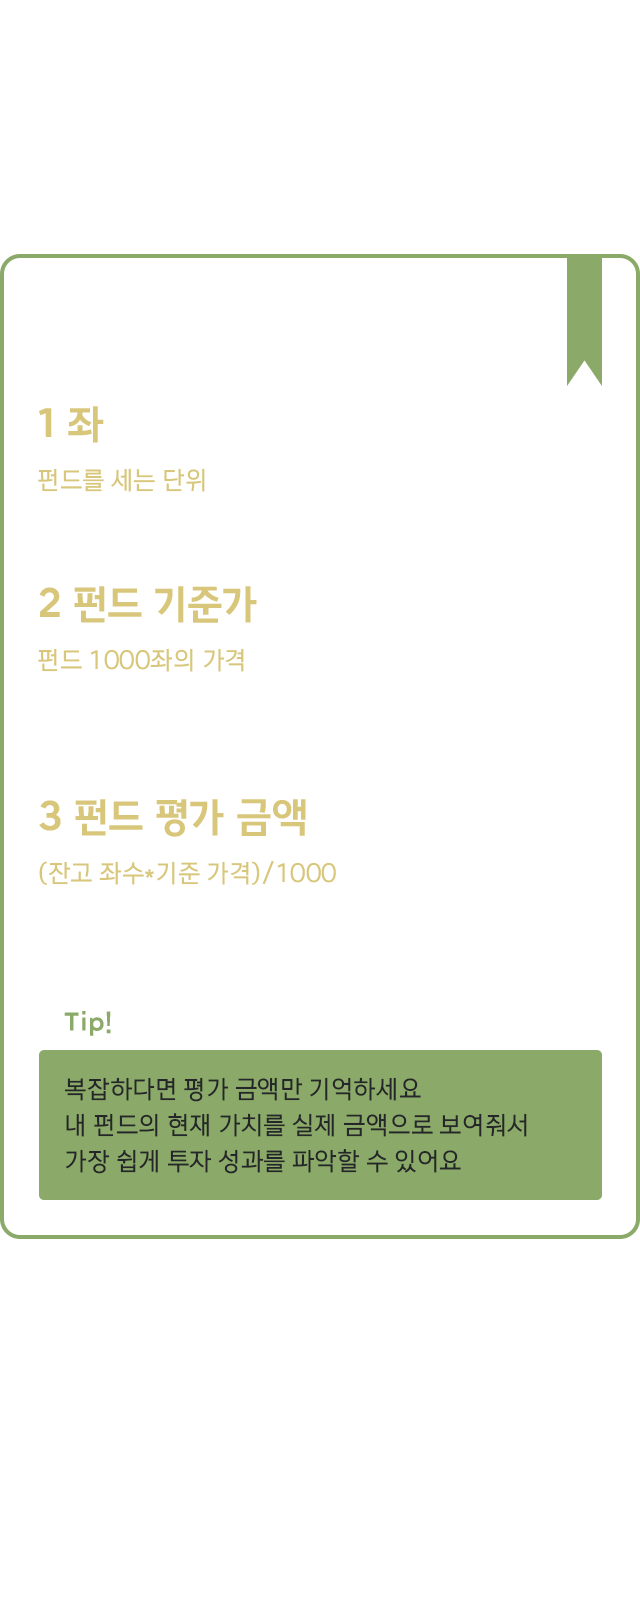 1 좌
펀드를 세는 단위
2 펀드 기준가
펀드 1000좌의 가격
3 펀드 평가 금액
(잔고 좌수*기준 가격)/1000
Tip!
복잡하다면 평가 금액만 기억하세요
내 펀드의 현재 가치를 실제 금액으로 보여줘서
가장 쉽게 투자 성과를 파악할 수 있어요